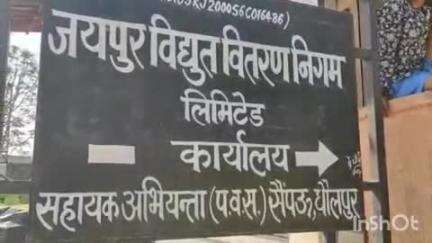 जयपुर विद्युत वितरण निगम
लिमिटेड
कार्यालय
सहायक अभियन्ता (प.व.स.) सैंपऊ, धौलपुर
InShOt